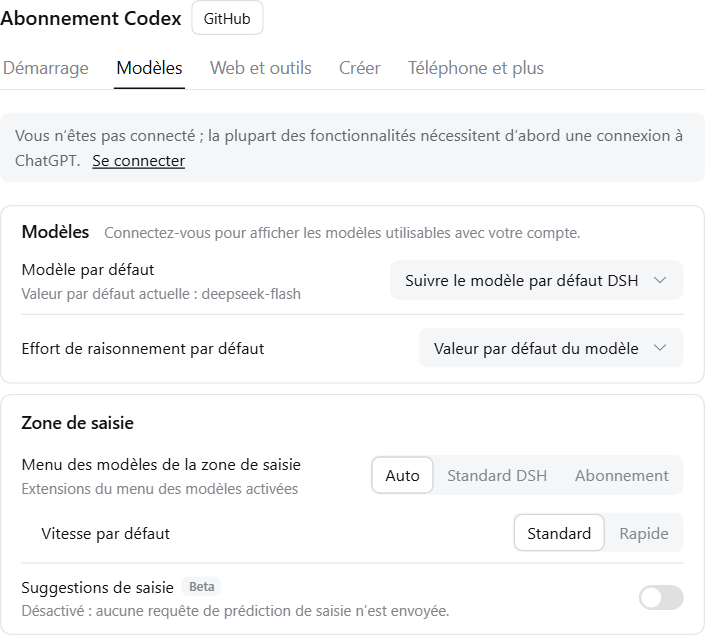 Abonnement Codex
GitHub
Démarrage
Modèles
Web et outils
Créer
Téléphone et plus
Vous n’êtes pas connecté ; la plupart des fonctionnalités nécessitent d’abord une connexion à
ChatGPT. Se connecter
Modèles
Connectez-vous pour afficher les modèles utilisables avec votre compte.
Modèle par défaut
Valeur par défaut actuelle : deepseek-flash
Suivre le modèle par défaut DSH
Effort de raisonnement par défaut
Valeur par défaut du modèle
Zone de saisie
Menu des modèles de la zone de saisie
Extensions du menu des modèles activées
Auto
Standard DSH
Abonnement
Vitesse par défaut
Standard
Rapide
Suggestions de saisie
Beta
Désactivé : aucune requête de prédiction de saisie n’est envoyée.